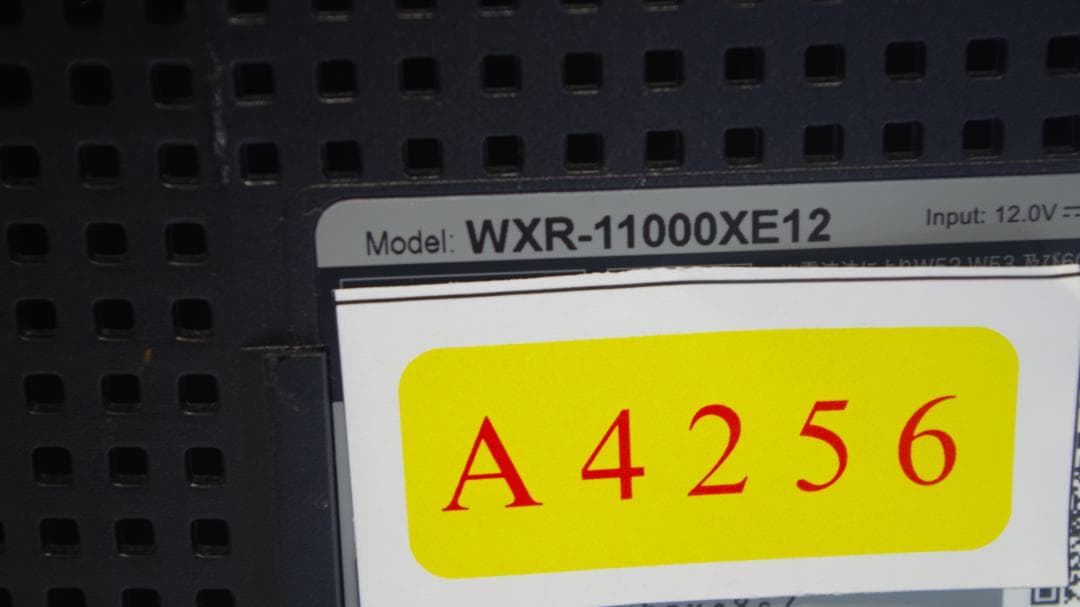 Model: WXR-11000XE12
Input: 12.0V
A4256